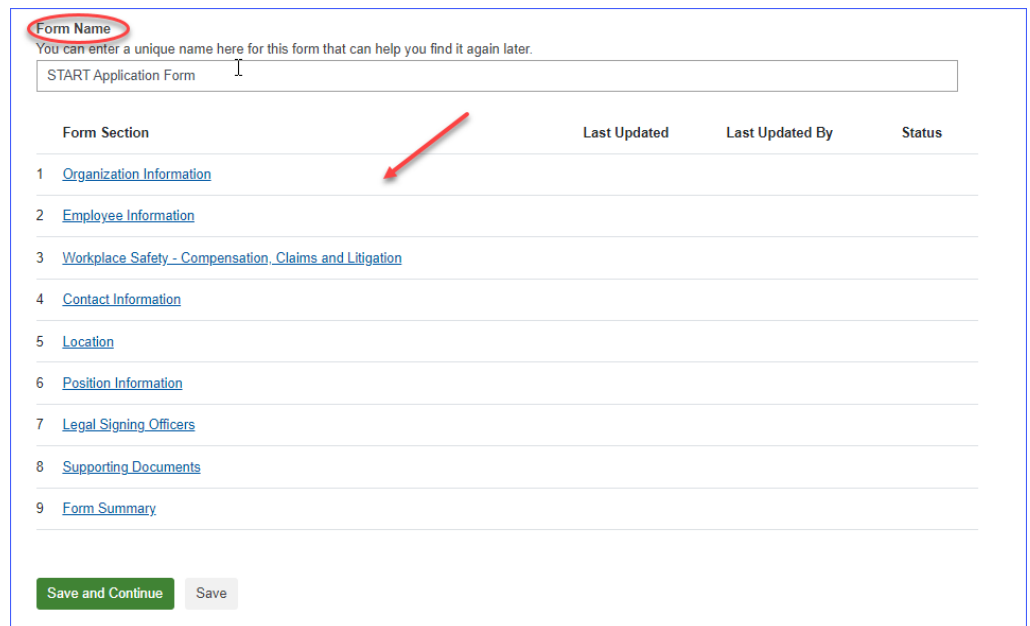 Form Name
You can enter a unique name here for this form that can help you find it again later.
START Application Form
Form Section Last Updated Last Updated By Status
1 Organization Information
2 Employee Information
3 Workplace Safety - Compensation, Claims and Litigation
4 Contact Information
5 Location
6 Position Information
7 Legal Signing Officers
8 Supporting Documents
9 Form Summary
Save and Continue Save